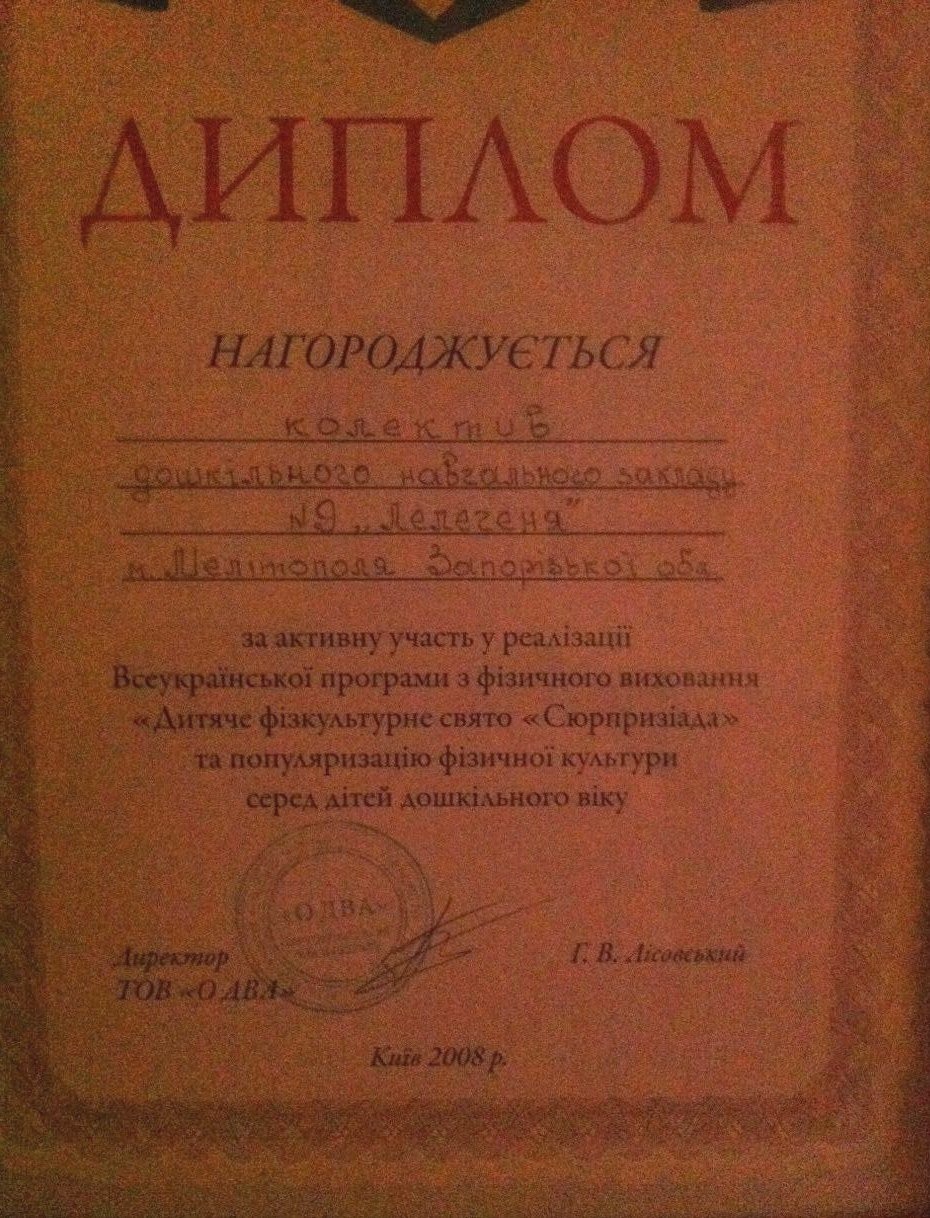 ДИПЛОМ
НАГОРОДЖУЄТЬСЯ
колектив
дошкільного навчального закладу
№9 „Лелеченя”
м. Мелітополя Запорізької обл.
за активну участь у реалізації
Всеукраїнської програми з фізичного виховання
«Дитяче фізкультурне свято «Сюрпризіада»
та популяризацію фізичної культури
серед дітей дошкільного віку
«О ДВА»
Директор
ТОВ «О ДВА»
Г. В. Лісовський
Київ 2008 р.